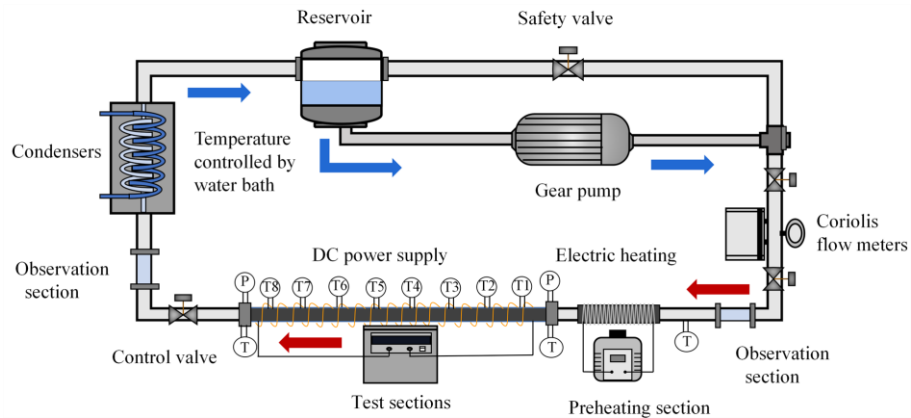 Reservoir
Safety valve
Condensers
Temperature
controlled by
water bath
Gear pump
Coriolis
flow meters
DC power supply
Electric heating
Observation
section
P
T8
T7
T6
T5
T4
T3
T2
T1
P
Control valve
T
T
T
Observation
section
Test sections
Preheating section